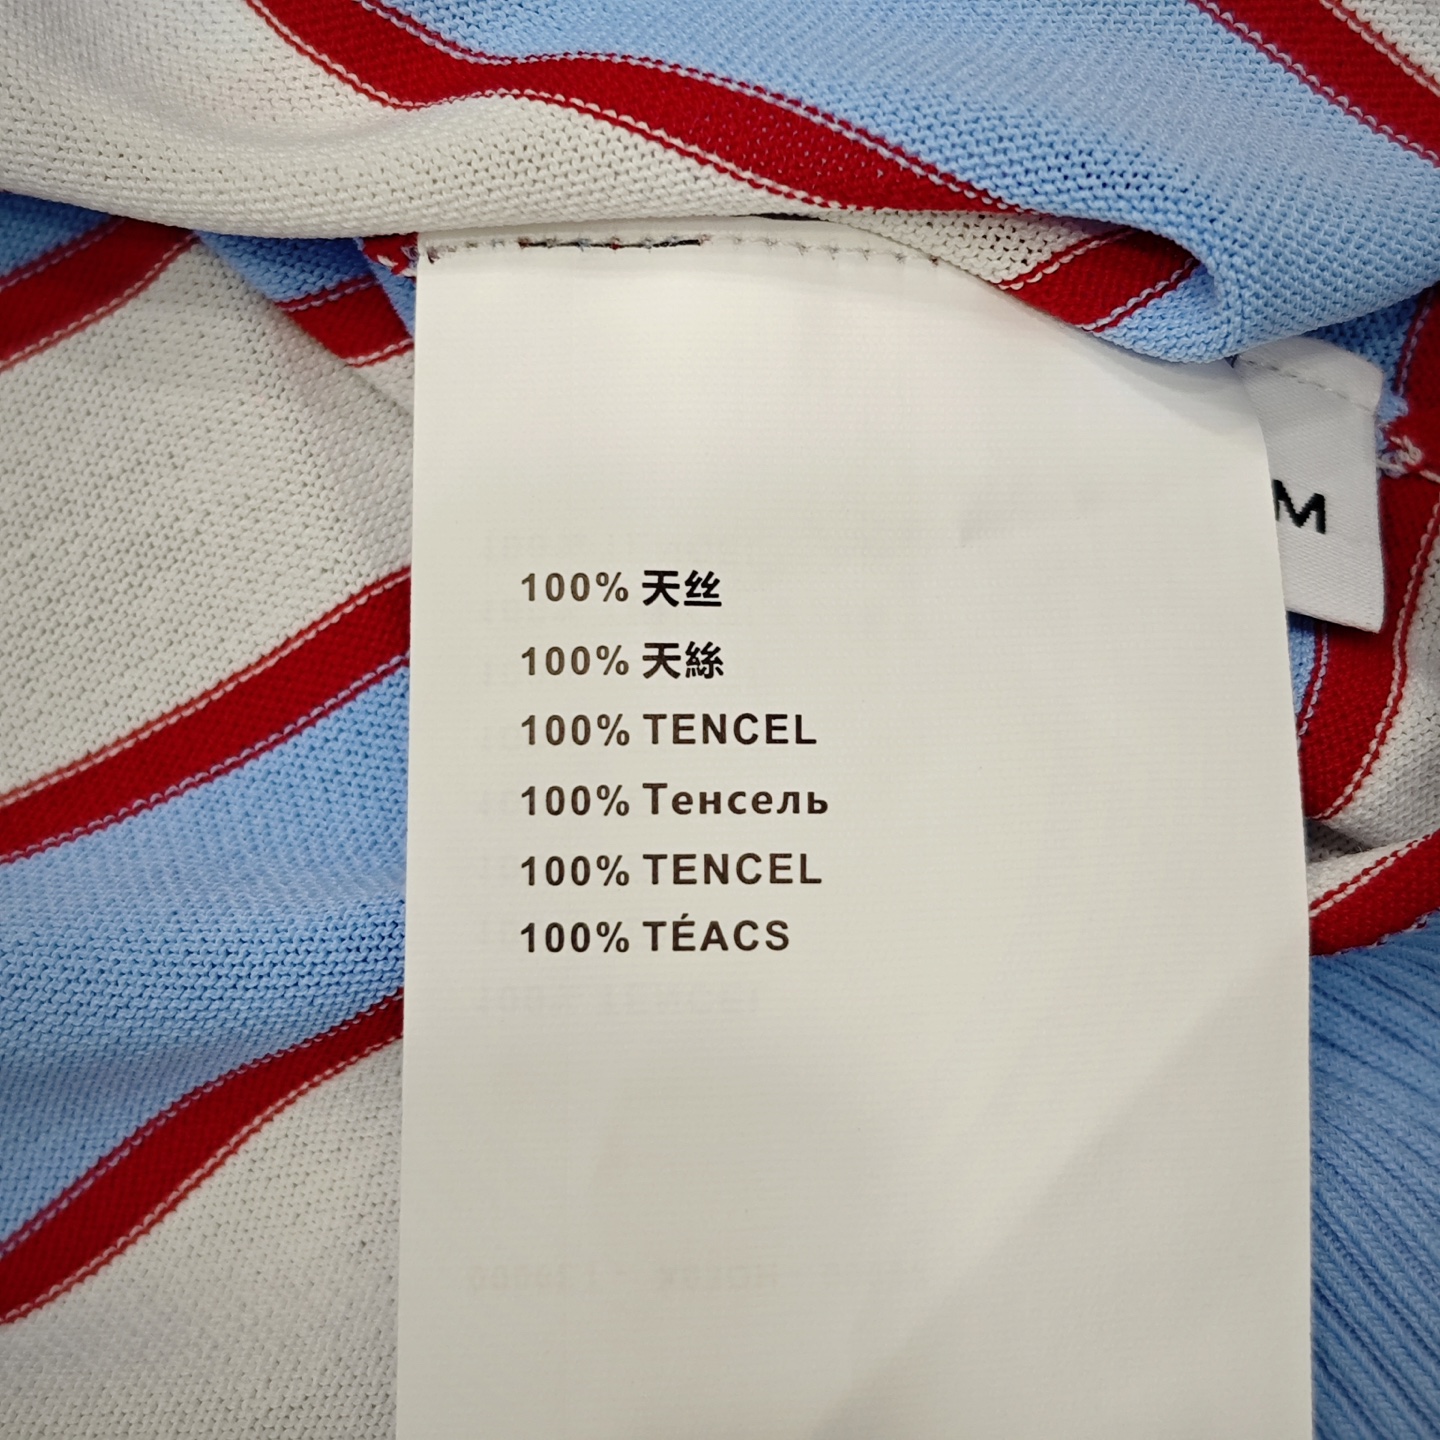 100% 天丝
100% 天絲
100% TENCEL
100% Тенсель
100% TENCEL
100% TÉACS
M